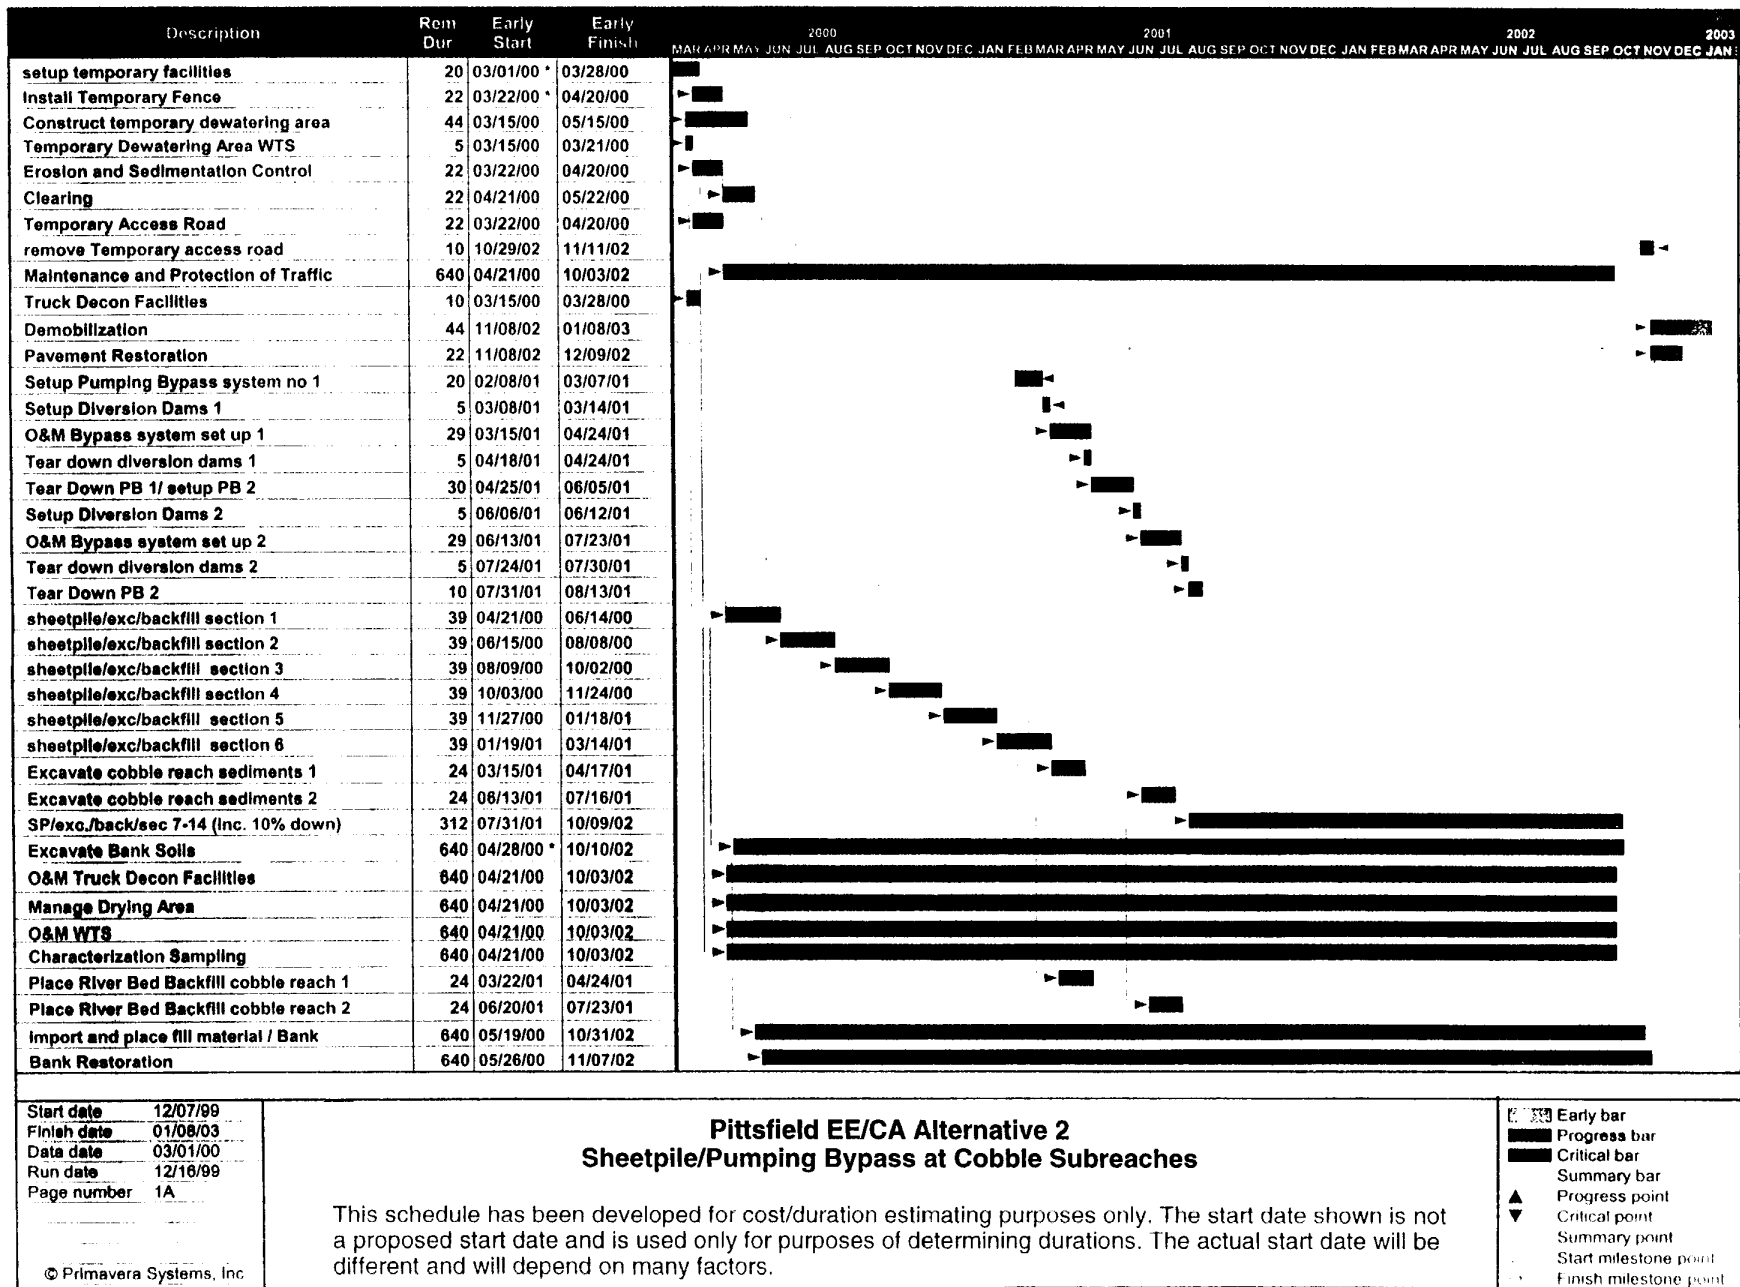 Description Rem Dur Early Start Early Finish
2000 2001 2002 2003
MAR APR MAY JUN JUL AUG SEP OCT NOV DEC JAN FEB MAR APR MAY JUN JUL AUG SEP OCT NOV DEC JAN FEB MAR APR MAY JUN JUL AUG SEP OCT NOV DEC JAN
setup temporary facilities 20 03/01/00 * 03/28/00
Install Temporary Fence 22 03/22/00 * 04/20/00
Construct temporary dewatering area 44 03/15/00 05/15/00
Temporary Dewatering Area WTS 5 03/15/00 03/21/00
Erosion and Sedimentation Control 22 03/22/00 04/20/00
Clearing 22 04/21/00 05/22/00
Temporary Access Road 22 03/22/00 04/20/00
remove Temporary access road 10 10/29/02 11/11/02
Maintenance and Protection of Traffic 640 04/21/00 10/03/02
Truck Decon Facilities 10 03/15/00 03/28/00
Demobilization 44 11/08/02 01/08/03
Pavement Restoration 22 11/08/02 12/09/02
Setup Pumping Bypass system no 1 20 02/08/01 03/07/01
Setup Diversion Dams 1 5 03/08/01 03/14/01
O&M Bypass system set up 1 29 03/15/01 04/24/01
Tear down diversion dams 1 5 04/18/01 04/24/01
Tear Down PB 1/ setup PB 2 30 04/25/01 06/05/01
Setup Diversion Dams 2 5 06/06/01 06/12/01
O&M Bypass system set up 2 29 06/13/01 07/23/01
Tear down diversion dams 2 5 07/24/01 07/30/01
Tear Down PB 2 10 07/31/01 08/13/01
sheetpile/exc/backfill section 1 39 04/21/00 06/14/00
sheetpile/exc/backfill section 2 39 06/15/00 08/08/00
sheetpile/exc/backfill section 3 39 08/09/00 10/02/00
sheetpile/exc/backfill section 4 39 10/03/00 11/24/00
sheetpile/exc/backfill section 5 39 11/27/00 01/18/01
sheetpile/exc/backfill section 6 39 01/19/01 03/14/01
Excavate cobble reach sediments 1 24 03/15/01 04/17/01
Excavate cobble reach sediments 2 24 06/13/01 07/16/01
SP/exc./back/sec 7-14 (Inc. 10% down) 312 07/31/01 10/09/02
Excavate Bank Soils 640 04/28/00 * 10/10/02
O&M Truck Decon Facilities 640 04/21/00 10/03/02
Manage Drying Area 640 04/21/00 10/03/02
O&M WTS 640 04/21/00 10/03/02
Characterization Sampling 640 04/21/00 10/03/02
Place River Bed Backfill cobble reach 1 24 03/22/01 04/24/01
Place River Bed Backfill cobble reach 2 24 06/20/01 07/23/01
Import and place fill material / Bank 640 05/19/00 10/31/02
Bank Restoration 640 05/26/00 11/07/02
Start date 12/07/99
Finish date 01/08/03
Data date 03/01/00
Run date 12/16/99
Page number 1A
© Primavera Systems, Inc
Pittsfield EE/CA Alternative 2
Sheetpile/Pumping Bypass at Cobble Subreaches
This schedule has been developed for cost/duration estimating purposes only. The start date shown is not
a proposed start date and is used only for purposes of determining durations. The actual start date will be
different and will depend on many factors.
Early bar
Progress bar
Critical bar
Summary bar
Progress point
Critical point
Summary point
Start milestone point
Finish milestone point